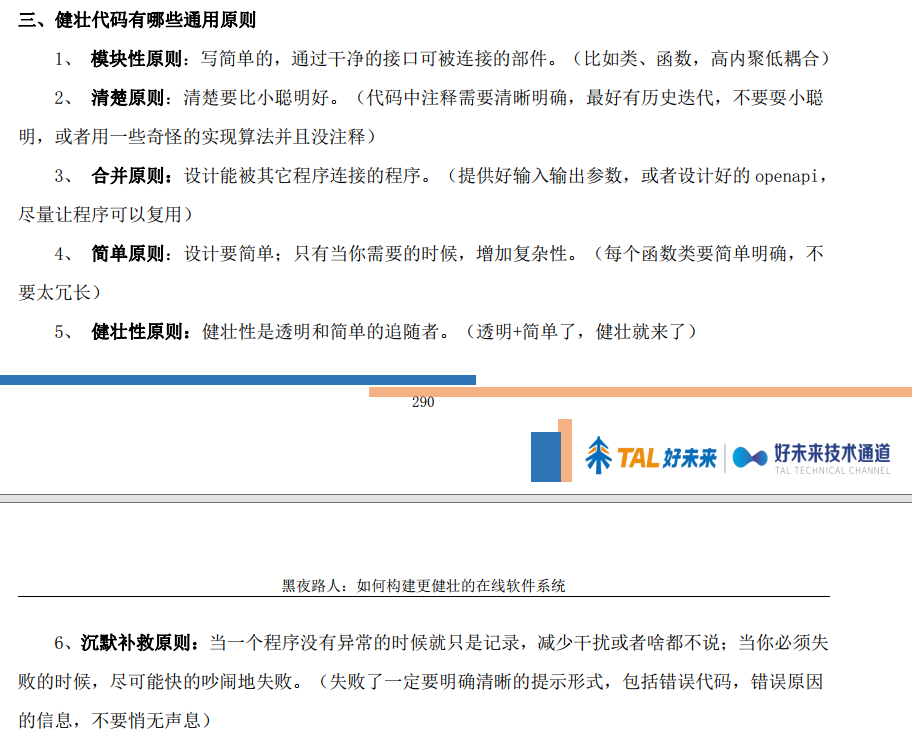 三、健壮代码有哪些通用原则
1、 模块性原则：写简单的，通过干净的接口可被连接的部件。（比如类、函数，高内聚低耦合）
2、 清楚原则：清楚要比小聪明好。（代码中注释需要清晰明确，最好有历史迭代，不要耍小聪
明，或者用一些奇怪的实现算法并且没注释）
3、 合并原则：设计能被其它程序连接的程序。（提供好输入输出参数，或者设计好的 openapi，
尽量让程序可以复用）
4、 简单原则：设计要简单；只有当你需要的时候，增加复杂性。（每个函数类要简单明确，不
要太冗长）
5、 健壮性原则：健壮性是透明和简单的追随者。（透明+简单了，健壮就来了）
290
TAL 好未来 好未来技术通道
TAL TECHNICAL CHANNEL
黑夜路人：如何构建更健壮的在线软件系统
6、沉默补救原则：当一个程序没有异常的时候就只是记录，减少干扰或者啥都不说；当你必须失
败的时候，尽可能快的吵闹地失败。（失败了一定要明确清晰的提示形式，包括错误代码，错误原因
的信息，不要悄无声息）